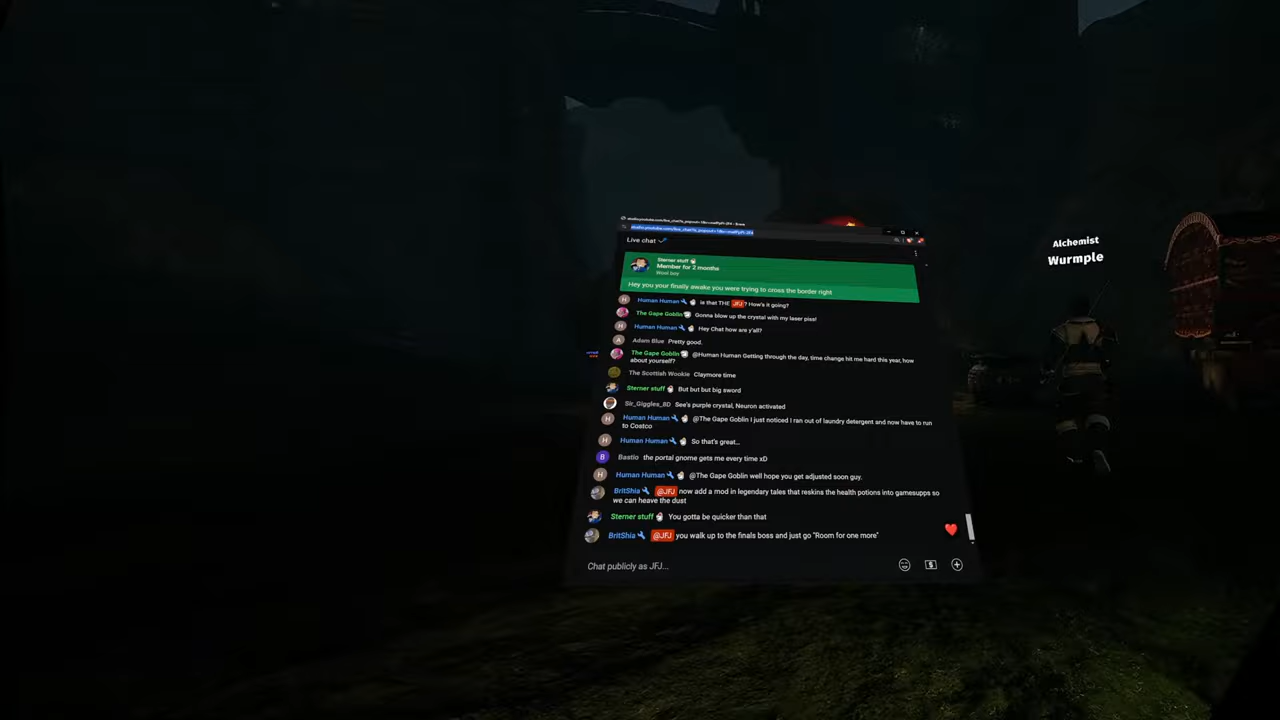 Live chat
Sterner stuff
Member for 2 months
Hey you your finally awake you were trying to cross the border right
Human Human is that THE JFJ? How's it going?
The Gape Goblin Gonna blow up the crystal with my laser piss!
Human Human Hey Chat how are y'all?
Adam Blue Pretty good.
The Gape Goblin @Human Human Getting through the day, time change hit me hard this year, how
about yourself?
The Scottish Wookie Claymore time
Sterner stuff But but but big sword
Sir_Giggles_8D See's purple crystal, Neuron activated
Human Human @The Gape Goblin I just noticed I ran out of laundry detergent and now have to run
to Costco
Human Human So that's great...
Bastio the portal gnome gets me every time xD
Human Human @The Gape Goblin well hope you get adjusted soon guy.
BritShia @JFJ now add a mod in legendary tales that reskins the health potions into gamesupps so
we can heave the dust
Sterner stuff You gotta be quicker than that
BritShia @JFJ you walk up to the finals boss and just go "Room for one more"
Chat publicly as JFJ...
Alchemist
Wurmple